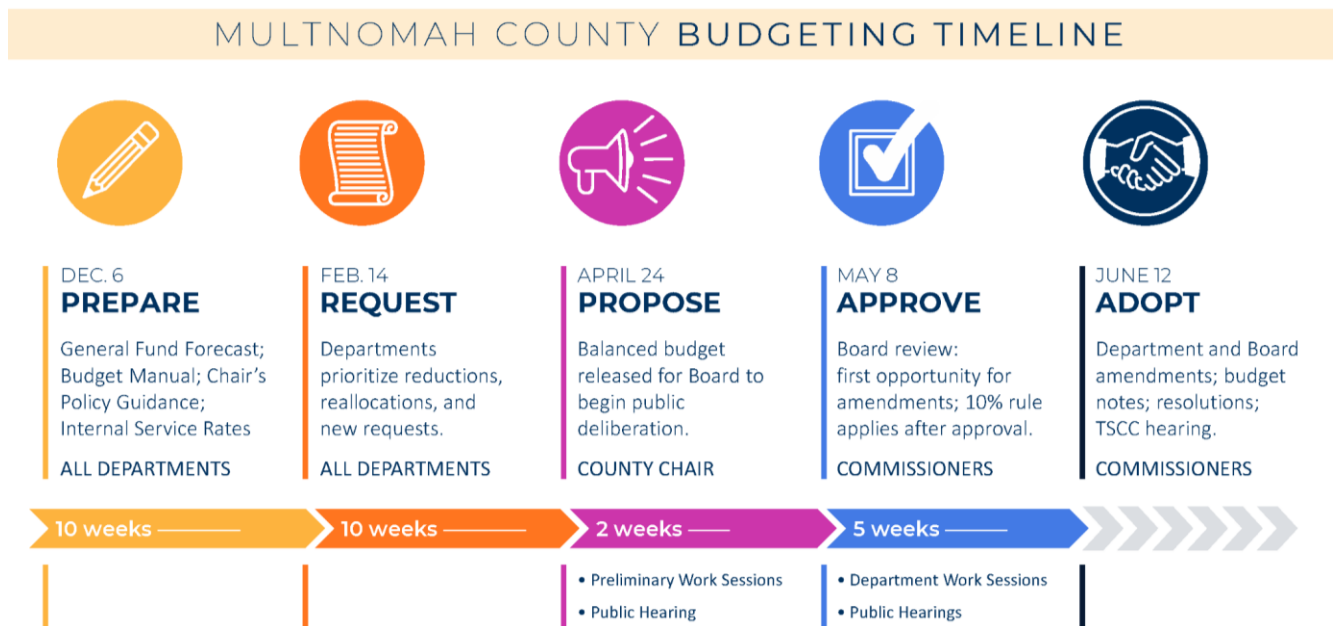 MULTNOMAH COUNTY BUDGETING TIMELINE
DEC. 6
PREPARE
General Fund Forecast;
Budget Manual; Chair’s
Policy Guidance;
Internal Service Rates
ALL DEPARTMENTS
FEB. 14
REQUEST
Departments
prioritize reductions,
reallocations, and
new requests.
ALL DEPARTMENTS
APRIL 24
PROPOSE
Balanced budget
released for Board to
begin public
deliberation.
COUNTY CHAIR
MAY 8
APPROVE
Board review:
first opportunity for
amendments; 10% rule
applies after approval.
COMMISSIONERS
JUNE 12
ADOPT
Department and Board
amendments; budget
notes; resolutions;
TSCC hearing.
COMMISSIONERS
10 weeks
10 weeks
2 weeks
5 weeks
• Preliminary Work Sessions
• Public Hearing
• Department Work Sessions
• Public Hearings